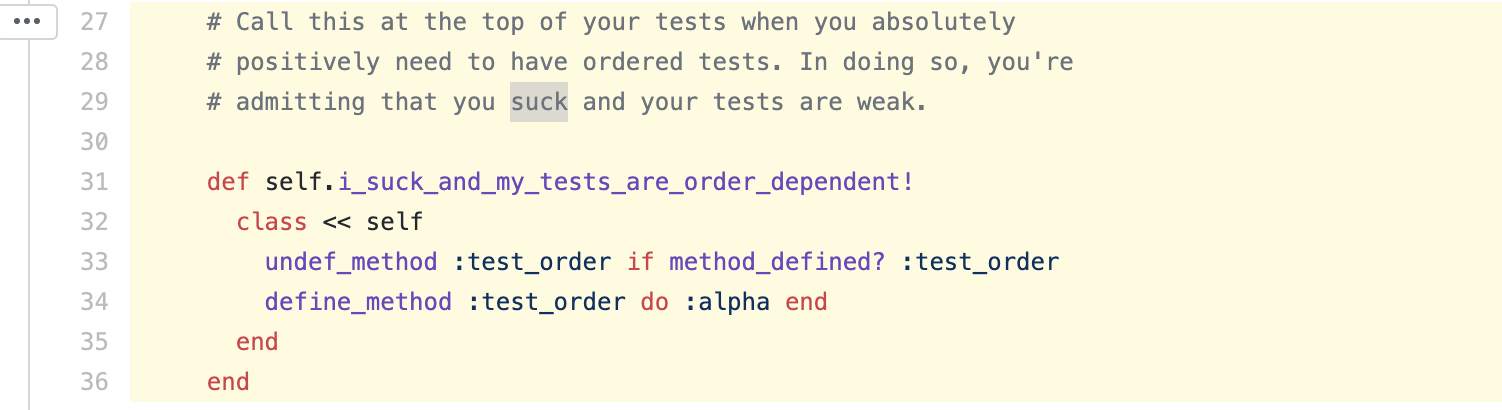 27 # Call this at the top of your tests when you absolutely
28 # positively need to have ordered tests. In doing so, you're
29 # admitting that you suck and your tests are weak.
30
31 def self.i_suck_and_my_tests_are_order_dependent!
32 class << self
33 undef_method :test_order if method_defined? :test_order
34 define_method :test_order do :alpha end
35 end
36 end